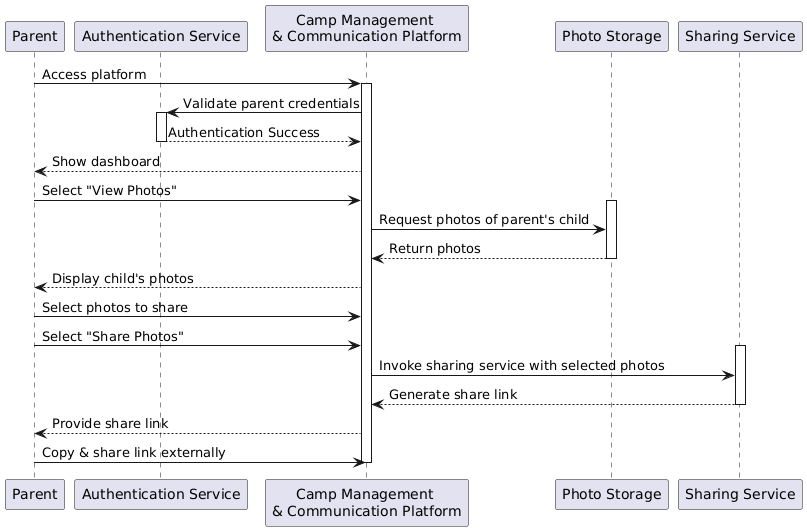 Camp Management
Parent Authentication Service & Communication Platform Photo Storage Sharing Service
Access platform
Validate parent credentials
Authentication Success
Show dashboard
Select "View Photos"
Request photos of parent's child
Return photos
Display child's photos
Select photos to share
Select "Share Photos"
Invoke sharing service with selected photos
Generate share link
Provide share link
Copy & share link externally
Camp Management
Parent Authentication Service & Communication Platform Photo Storage Sharing Service